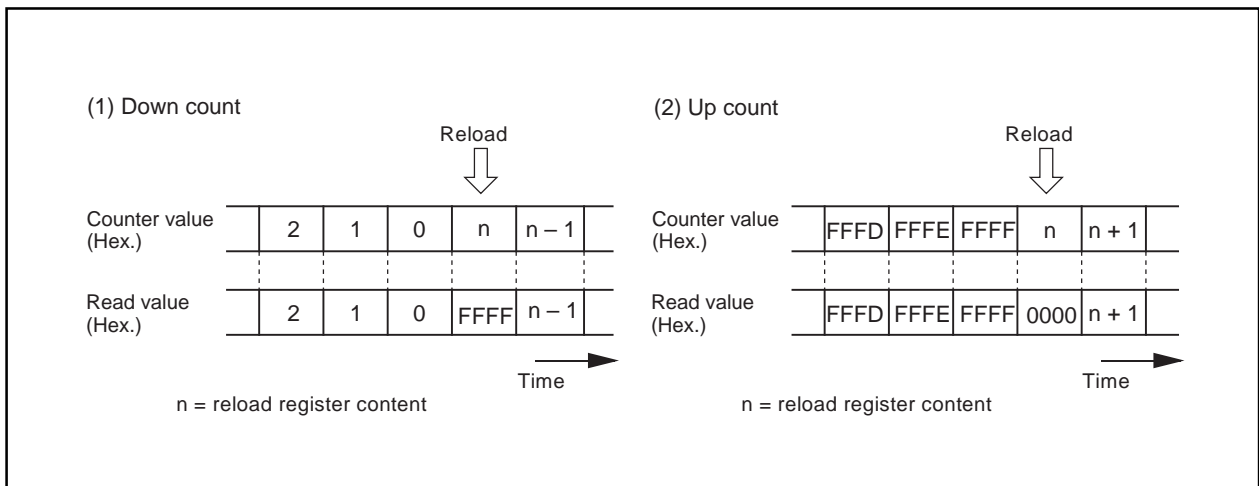 (1) Down count
Reload
Counter value
(Hex.)
2 1 0 n n – 1
Read value
(Hex.)
2 1 0 FFFF n – 1
Time
n = reload register content
(2) Up count
Reload
Counter value
(Hex.)
FFFD FFFE FFFF n n + 1
Read value
(Hex.)
FFFD FFFE FFFF 0000 n + 1
Time
n = reload register content